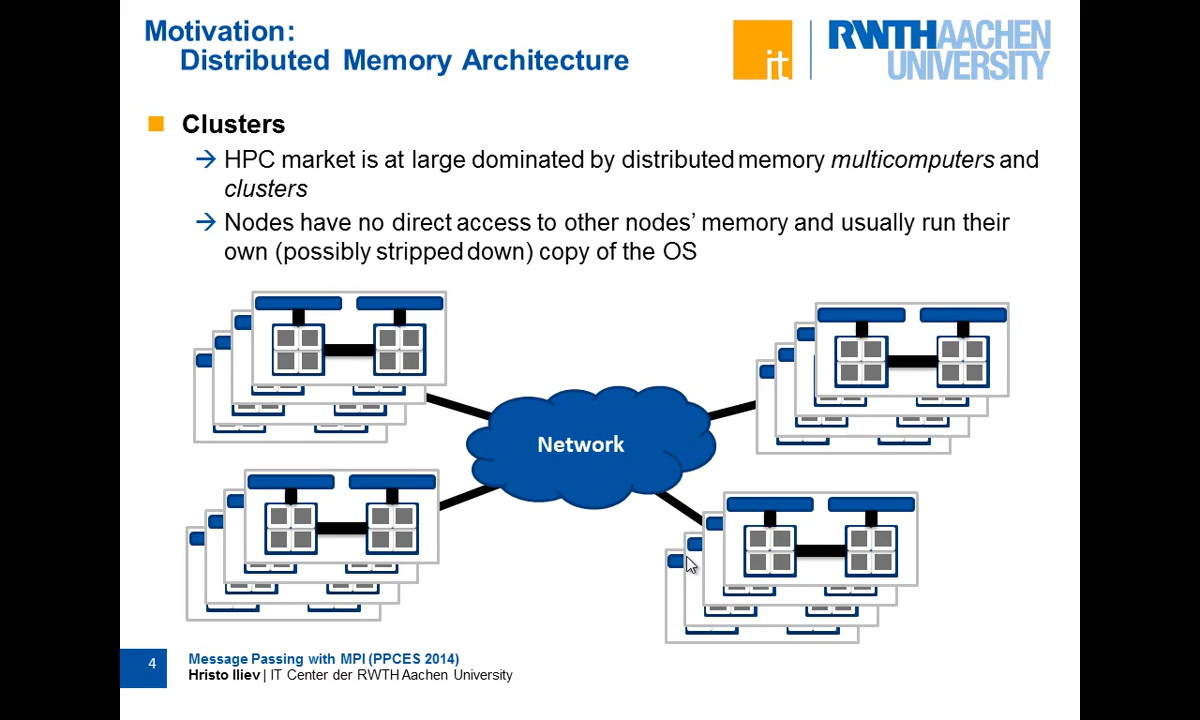 Motivation:
Distributed Memory Architecture
it
RWTHAACHEN
UNIVERSITY
Clusters
HPC market is at large dominated by distributed memory multicomputers and
clusters
Nodes have no direct access to other nodes’ memory and usually run their
own (possibly stripped down) copy of the OS
Network
4
Message Passing with MPI (PPCES 2014)
Hristo Iliev | IT Center der RWTH Aachen University